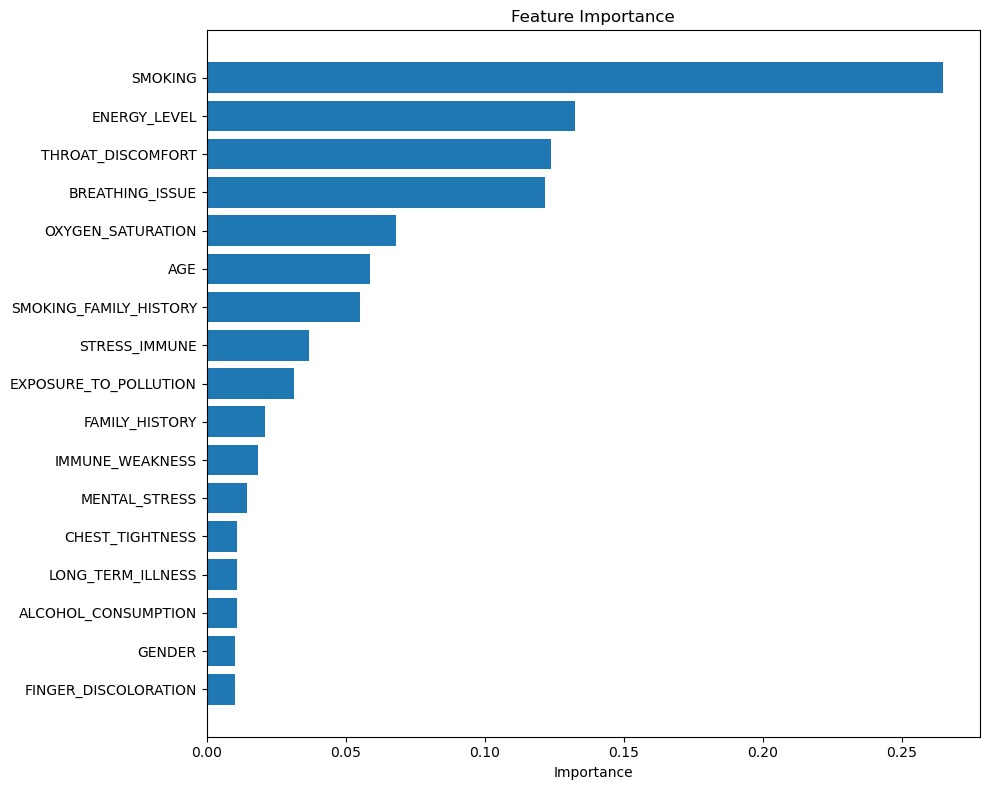 Feature Importance
SMOKING
ENERGY_LEVEL
THROAT_DISCOMFORT
BREATHING_ISSUE
OXYGEN_SATURATION
AGE
SMOKING_FAMILY_HISTORY
STRESS_IMMUNE
EXPOSURE_TO_POLLUTION
FAMILY_HISTORY
IMMUNE_WEAKNESS
MENTAL_STRESS
CHEST_TIGHTNESS
LONG_TERM_ILLNESS
ALCOHOL_CONSUMPTION
GENDER
FINGER_DISCOLORATION
0.00 0.05 0.10 0.15 0.20 0.25
Importance